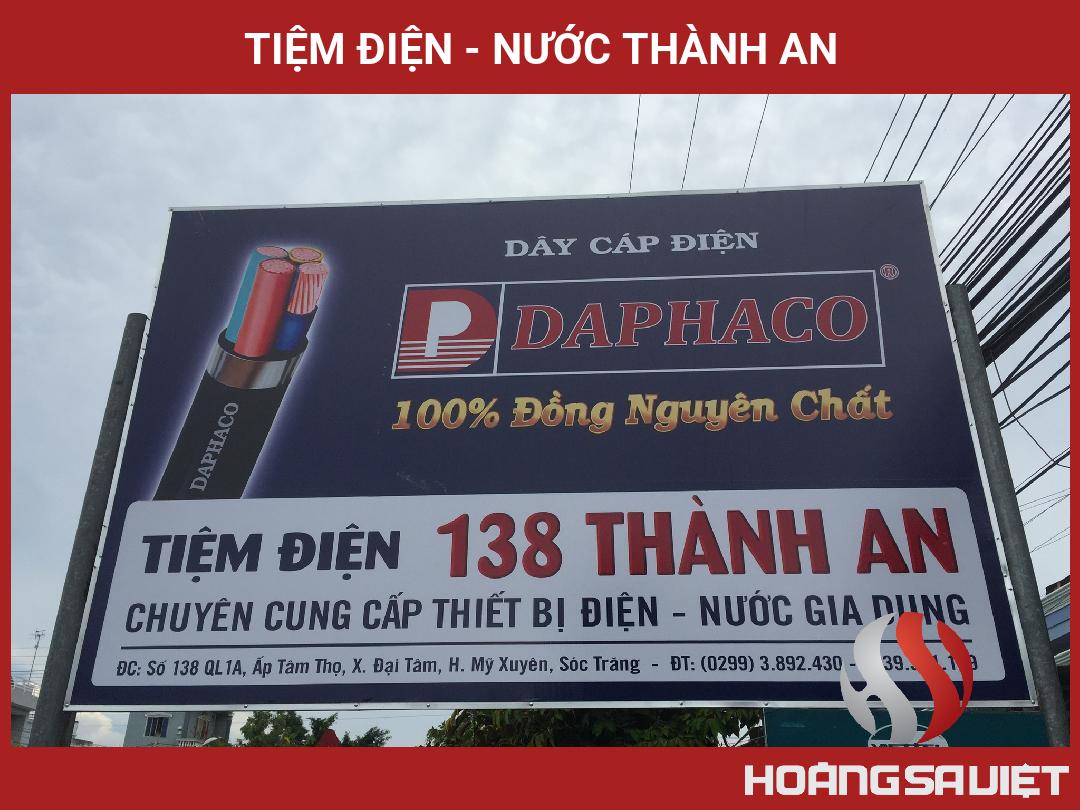 TIỆM ĐIỆN - NƯỚC THÀNH AN
DÂY CÁP ĐIỆN
DAPHACO ®
100% Đồng Nguyên Chất
DAPHACO
TIỆM ĐIỆN 138 THÀNH AN
CHUYÊN CUNG CẤP THIẾT BỊ ĐIỆN - NƯỚC GIA DỤNG
ĐC: Số 138 QL1A, Ấp Tâm Thọ, X. Đại Tâm, H. Mỹ Xuyên, Sóc Trăng - ĐT: (0299) 3.892.430 -
HOÀNGSAVIỆT